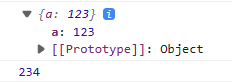 ▼ {a: 123} i
a: 123
▶ [[Prototype]]: Object
234